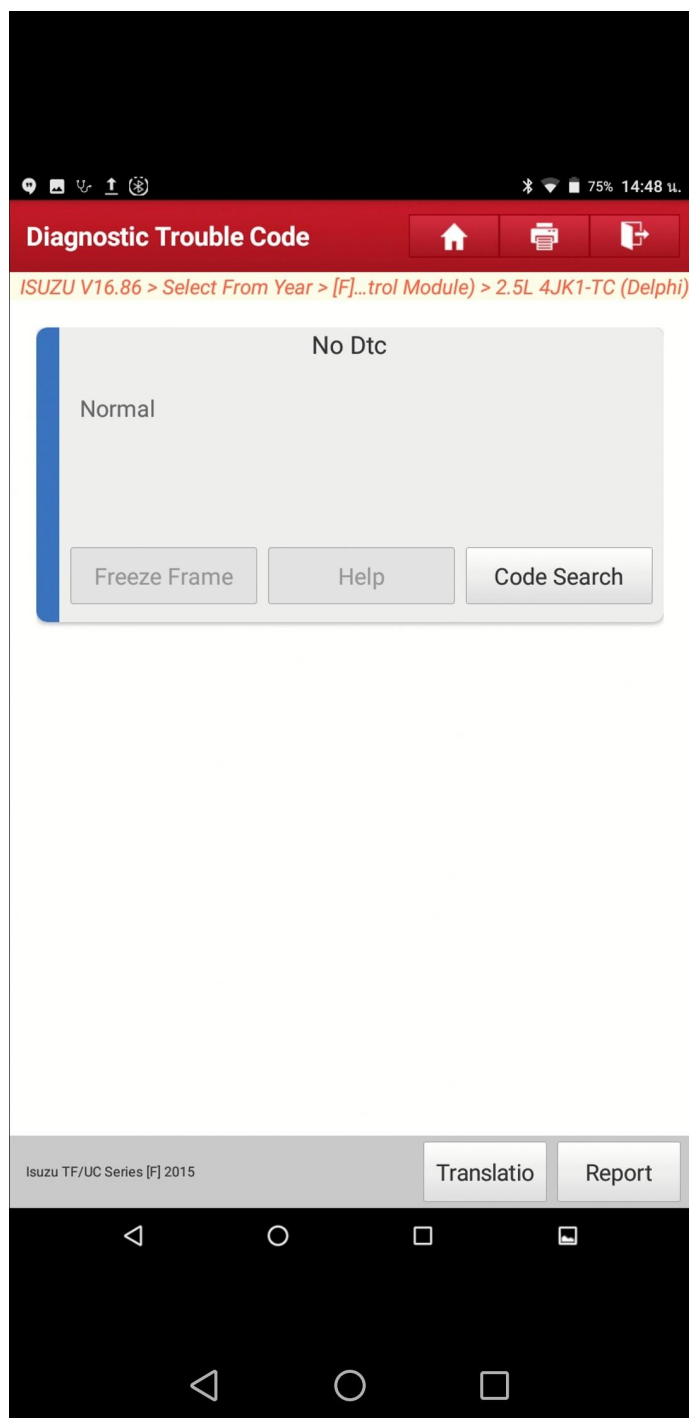 75% 14:48 น.
Diagnostic Trouble Code
ISUZU V16.86 > Select From Year > [F]...trol Module) > 2.5L 4JK1-TC (Delphi)
No Dtc
Normal
Freeze Frame Help Code Search
Isuzu TF/UC Series [F] 2015 Translatio Report